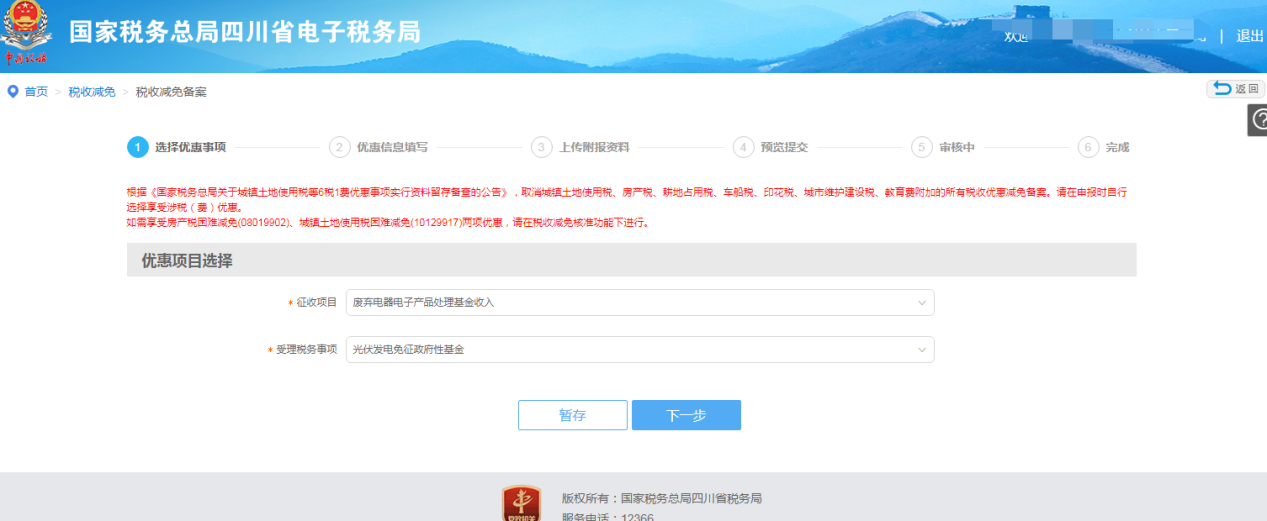 国家税务总局四川省电子税务局
欢迎 | 退出
首页 > 税收减免 > 税收减免备案
返回
1 选择优惠事项 2 优惠信息填写 3 上传附报资料 4 预览提交 5 审核中 6 完成
根据《国家税务总局关于城镇土地使用税等6税1费优惠事项实行资料留存备查的公告》，取消城镇土地使用税、房产税、耕地占用税、车船税、印花税、城市维护建设税、教育费附加的所有税收优惠减免备案。请在申报时自行
选择享受涉税（费）优惠。
如需享受房产税困难减免(08019902)、城镇土地使用税困难减免(10129917)两项优惠，请在税收减免核准功能下进行。
优惠项目选择
* 征收项目 废弃电器电子产品处理基金收入
* 受理税务事项 光伏发电免征政府性基金
暂存 下一步
版权所有：国家税务总局四川省税务局
服务电话：12366